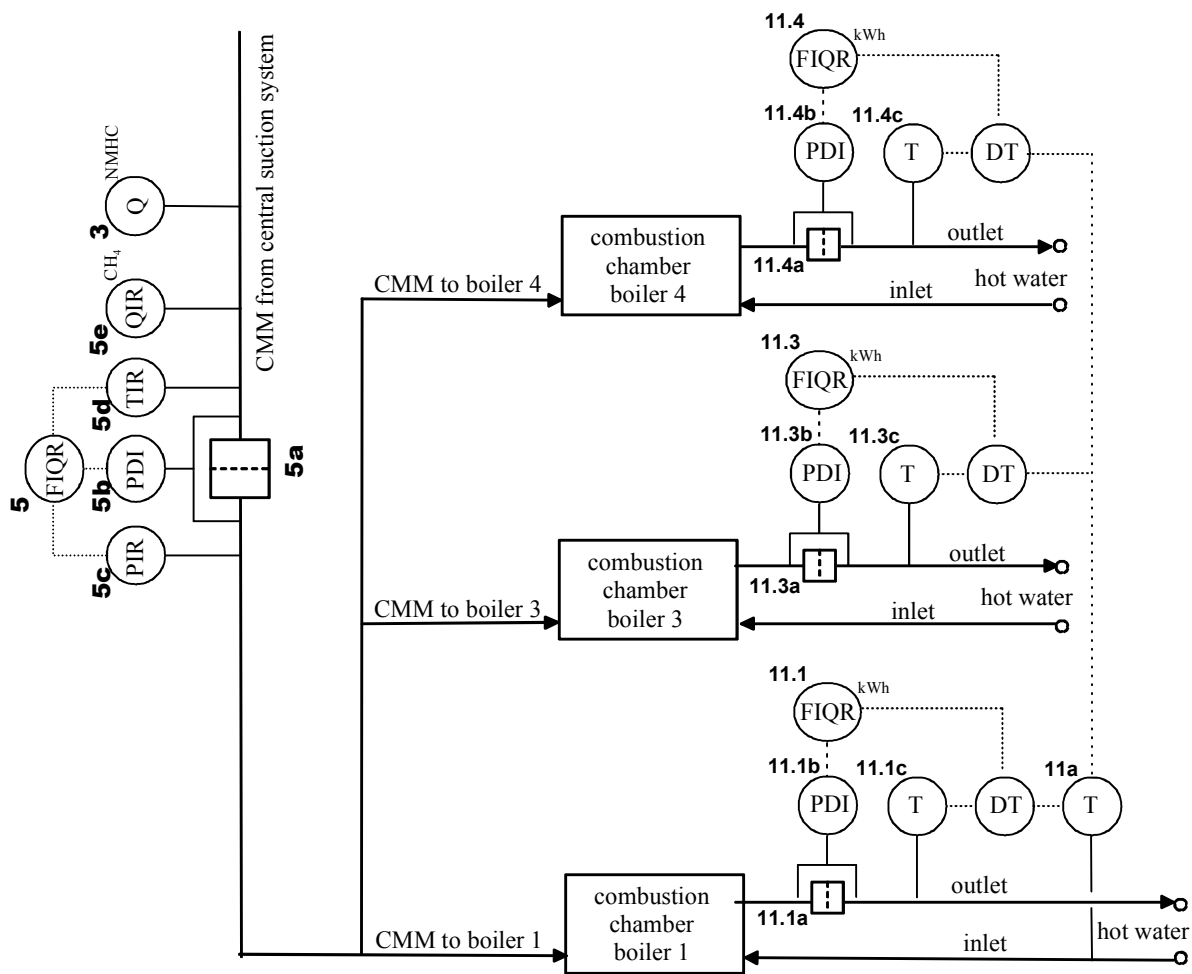 3
Q
NMHC
5e
QIR
CH4
5d
TIR
5
FIQR
5b
PDI
5a
5c
PIR
CMM from central suction system
11.4
FIQR
kWh
11.4b
PDI
11.4c
T
DT
combustion
chamber
boiler 4
11.4a
outlet
hot water
inlet
CMM to boiler 4
11.3
FIQR
kWh
11.3b
PDI
11.3c
T
DT
combustion
chamber
boiler 3
11.3a
outlet
hot water
inlet
CMM to boiler 3
11.1
FIQR
kWh
11.1b
PDI
11.1c
T
DT
11a
T
combustion
chamber
boiler 1
11.1a
outlet
hot water
inlet
CMM to boiler 1